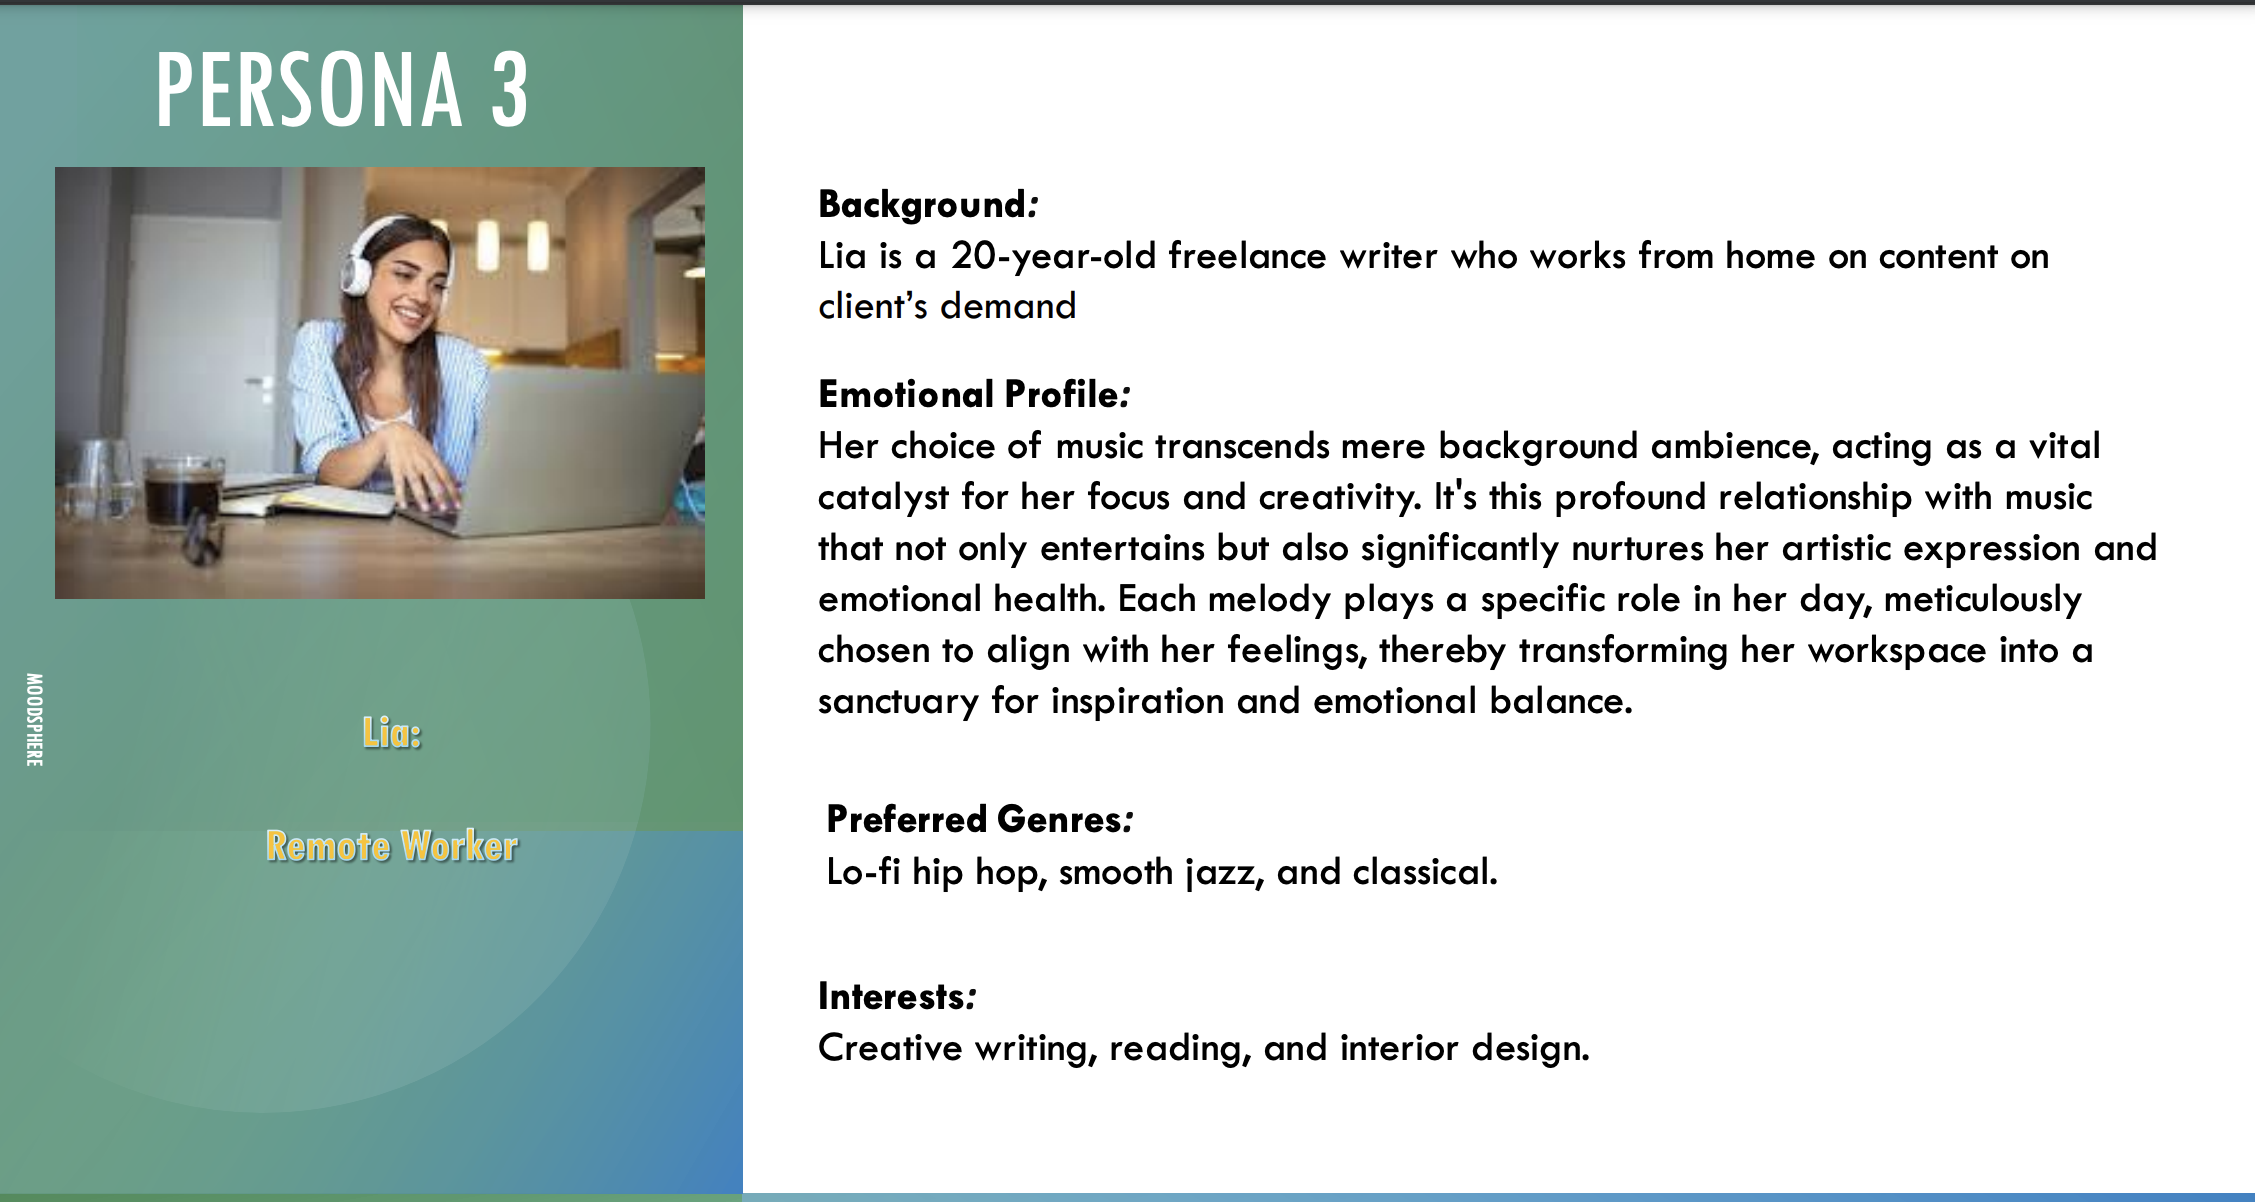 PERSONA 3
MOODSPHERE
Lia:
Remote Worker
Background:
Lia is a 20-year-old freelance writer who works from home on content on
client’s demand
Emotional Profile:
Her choice of music transcends mere background ambience, acting as a vital
catalyst for her focus and creativity. It's this profound relationship with music
that not only entertains but also significantly nurtures her artistic expression and
emotional health. Each melody plays a specific role in her day, meticulously
chosen to align with her feelings, thereby transforming her workspace into a
sanctuary for inspiration and emotional balance.
Preferred Genres:
Lo-fi hip hop, smooth jazz, and classical.
Interests:
Creative writing, reading, and interior design.